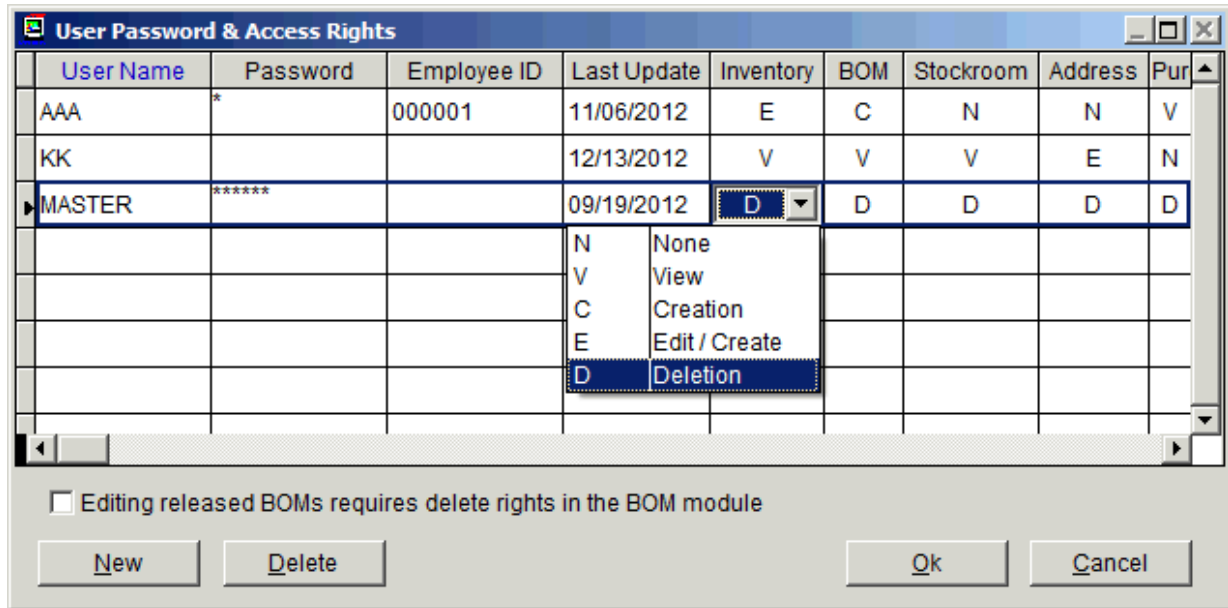 User Password & Access Rights
User Name Password Employee ID Last Update Inventory BOM Stockroom Address Pur
AAA * 000001 11/06/2012 E C N N V
KK 12/13/2012 V V V E N
MASTER ****** 09/19/2012 D D D D D
N None
V View
C Creation
E Edit / Create
D Deletion
Editing released BOMs requires delete rights in the BOM module
New Delete Ok Cancel